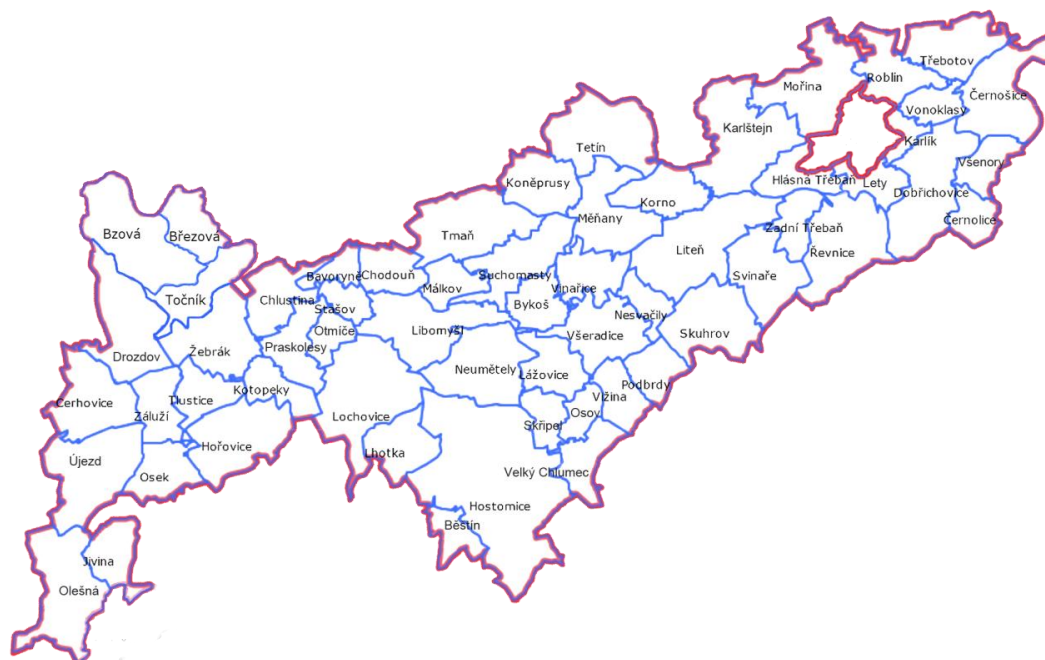 Třebotov
Roblín
Mořina
Černošice
Vonoklasy
Karlštejn
Karlík
Tetín
Všenory
Hlásná Třebaň
Lety
Koněprusy
Dobřichovice
Korno
Měňany
Černolice
Zadní Třebaň
Bzová
Březová
Tmaň
Liteň
Řevnice
Bavoryně
Chodouň
Suchomasty
Svinaře
Málkov
Vinařice
Točník
Chlustina
Stašov
Bykoš
Nesvačily
Otmíče
Libomyšl
Všeradice
Skuhrov
Praskolesy
Žebrák
Drozdov
Neumětely
Lážovice
Kotopeky
Podbrdy
Vižina
Cerhovice
Tlustice
Záluží
Lochovice
Osov
Skřipel
Hořovice
Lhotka
Újezd
Osek
Velký Chlumec
Hostomice
Běštín
Jivina
Olešná